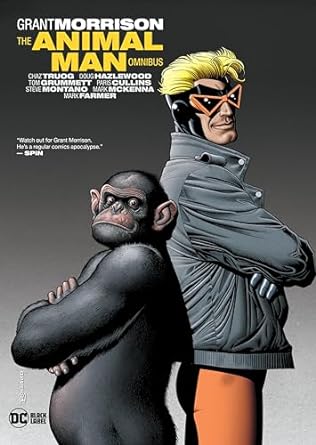 GRANT MORRISON
THE ANIMAL
MAN OMNIBUS
CHAZ TRUOG DOUG HAZLEWOOD
TOM GRUMMETT PARIS CULLINS
STEVE MONTANO MARK MCKENNA
MARK FARMER
"Watch out for Grant Morrison.
He's a regular comics apocalypse."
— SPIN
DC BLACK
LABEL